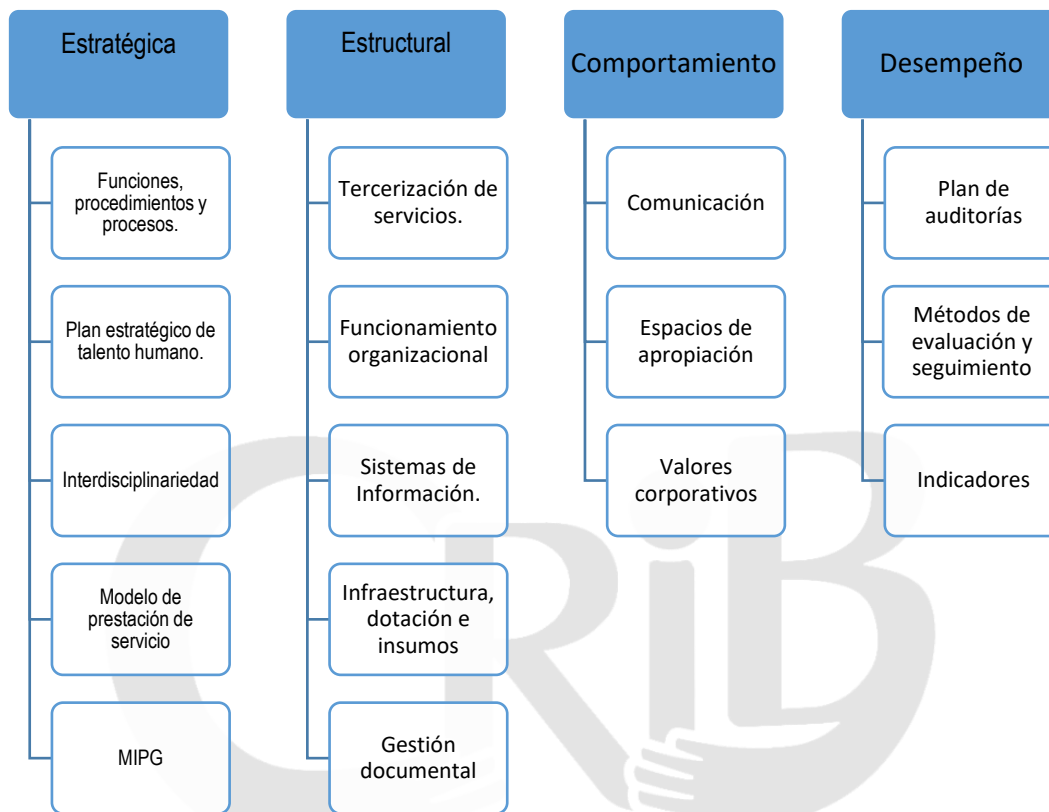 Estratégica
Funciones,
procedimientos y
procesos.
Plan estratégico de
talento humano.
Interdisciplinariedad
Modelo de
prestación de
servicio
MIPG
Estructural
Tercerización de
servicios.
Funcionamiento
organizacional
Sistemas de
Información.
Infraestructura,
dotación e
insumos
Gestión
documental
Comportamiento
Comunicación
Espacios de
apropiación
Valores
corporativos
Desempeño
Plan de
auditorías
Métodos de
evaluación y
seguimiento
Indicadores
CRiB